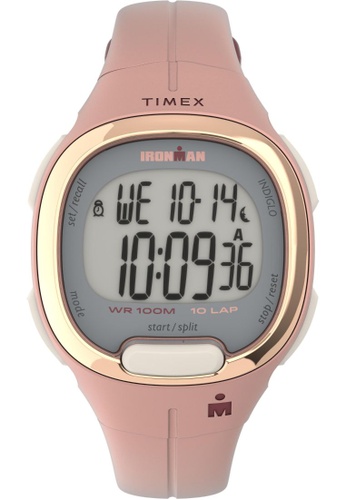 TIMEX
IRONMAN
set/recall
INDIGLO
WE 10-14
A
10:09 36
mode
stop/reset
WR 100M 10 LAP
start/split